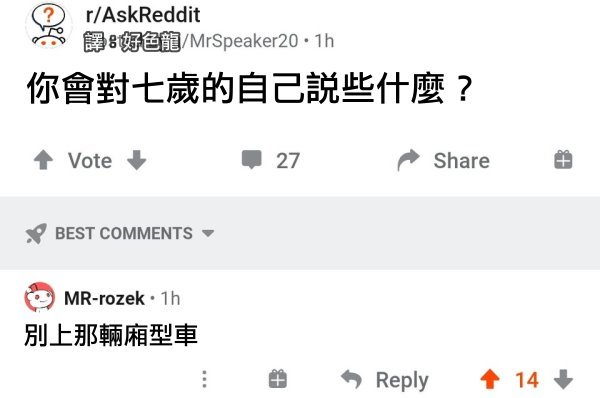 r/AskReddit
譯:好色龍 /MrSpeaker20 • 1h
你會對七歲的自己説些什麼？
Vote 27 Share
BEST COMMENTS
MR-rozek • 1h
別上那輛廂型車
Reply 14